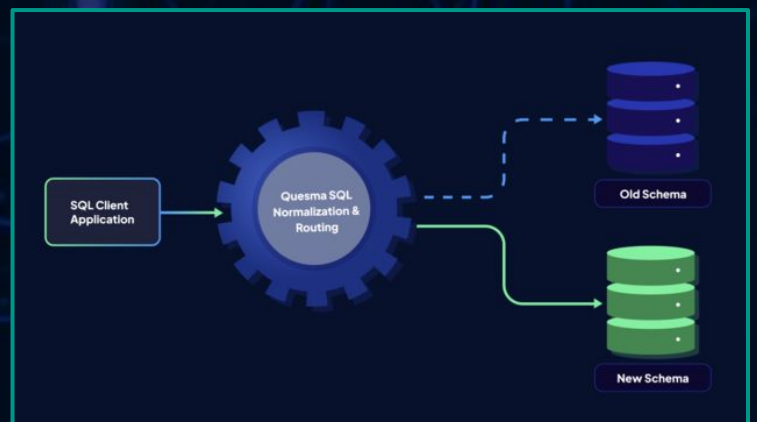 SQL Client
Application
Quesma SQL
Normalization &
Routing
Old Schema
New Schema